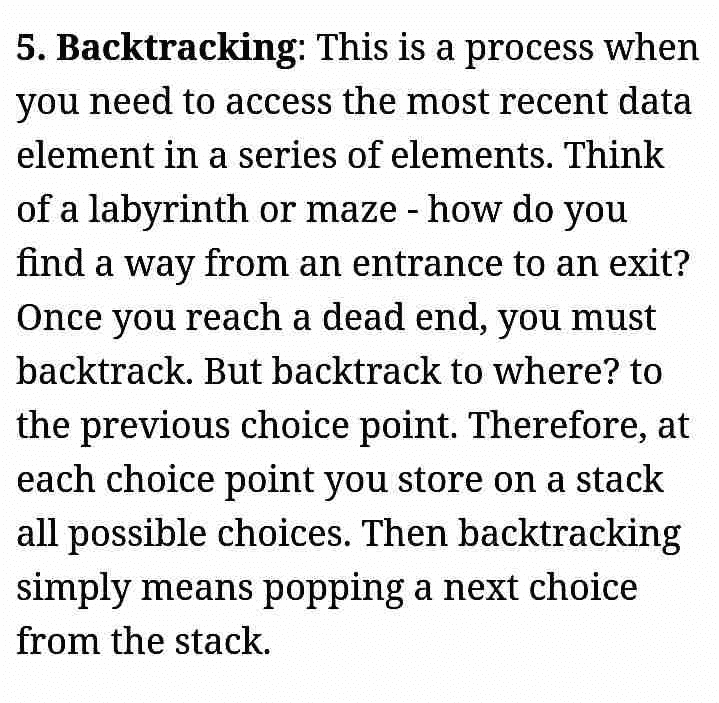 5. Backtracking: This is a process when
you need to access the most recent data
element in a series of elements. Think
of a labyrinth or maze - how do you
find a way from an entrance to an exit?
Once you reach a dead end, you must
backtrack. But backtrack to where? to
the previous choice point. Therefore, at
each choice point you store on a stack
all possible choices. Then backtracking
simply means popping a next choice
from the stack.